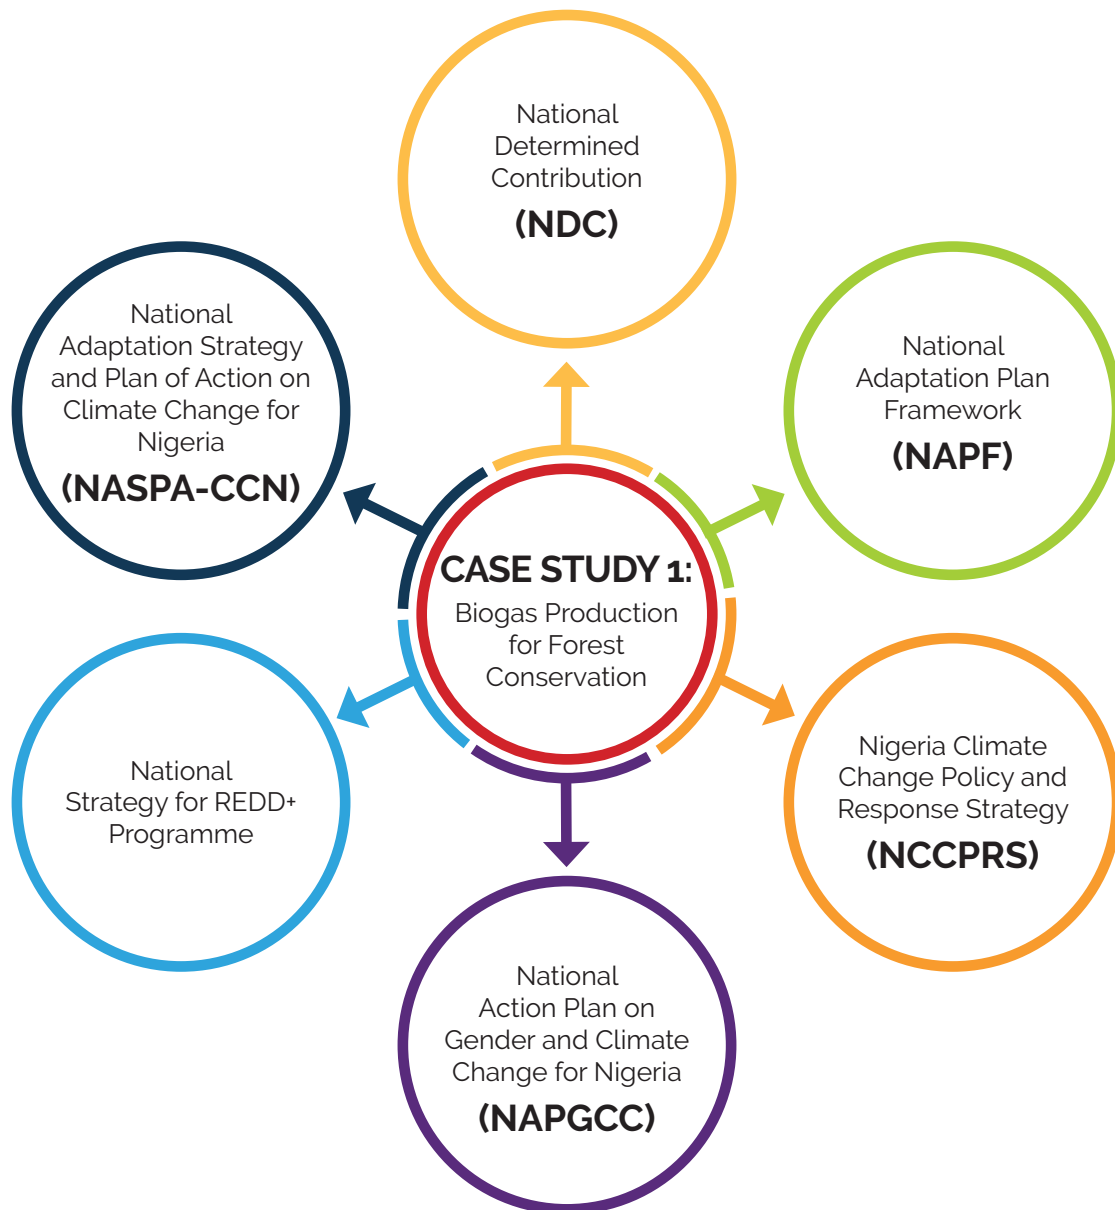 National
Determined
Contribution
(NDC)
National
Adaptation Strategy
and Plan of Action on
Climate Change for
Nigeria
(NASPA-CCN)
National
Adaptation Plan
Framework
(NAPF)
CASE STUDY 1:
Biogas Production
for Forest
Conservation
National
Strategy for REDD+
Programme
Nigeria Climate
Change Policy and
Response Strategy
(NCCPRS)
National
Action Plan on
Gender and Climate
Change for Nigeria
(NAPGCC)